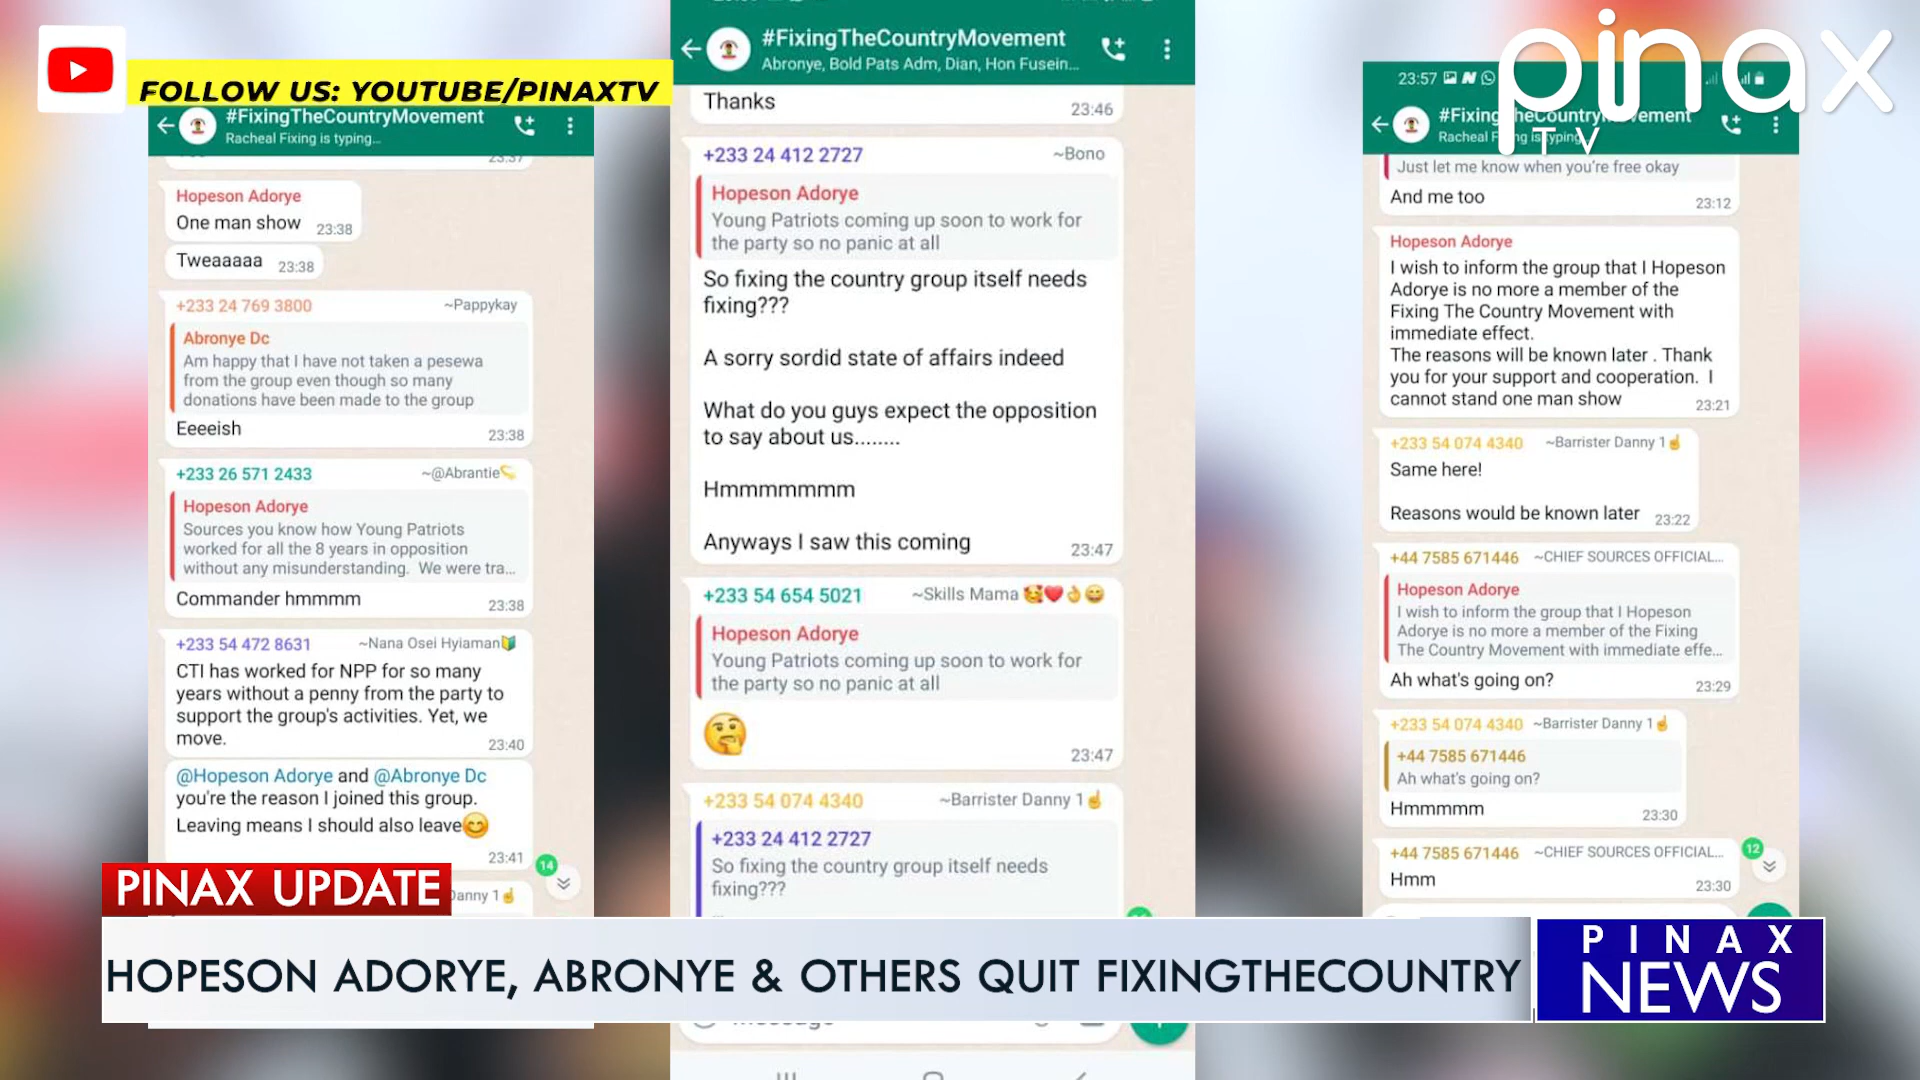 FOLLOW US: YOUTUBE/PINAXTV
#FixingTheCountryMovement
Racheal Fixing is typing...
23:37
Hopeson Adorye
One man show 23:38
Tweaaaaa 23:38
+233 24 769 3800 ~Pappykay
Abronye Dc
Am happy that I have not taken a pesewa
from the group even though so many
donations have been made to the group
Eeeeish 23:38
+233 26 571 2433 ~@Abrantie💫
Hopeson Adorye
Sources you know how Young Patriots
worked for all the 8 years in opposition
without any misunderstanding. We were tra...
Commander hmmmm 23:38
+233 54 472 8631 ~Nana Osei Hyiaman🔰
CTI has worked for NPP for so many
years without a penny from the party to
support the group's activities. Yet, we
move. 23:40
@Hopeson Adorye and @Abronye Dc
you're the reason I joined this group.
Leaving means I should also leave😊
23:41
14
Danny 1☝
#FixingTheCountryMovement
Abronye, Bold Pats Adm, Dian, Hon Fusein...
Thanks 23:46
+233 24 412 2727 ~Bono
Hopeson Adorye
Young Patriots coming up soon to work for
the party so no panic at all
So fixing the country group itself needs
fixing???
A sorry sordid state of affairs indeed
What do you guys expect the opposition
to say about us........
Hmmmmmmm
Anyways I saw this coming 23:47
+233 54 654 5021 ~Skills Mama 🥰❤👌😄
Hopeson Adorye
Young Patriots coming up soon to work for
the party so no panic at all
🤔
23:47
+233 54 074 4340 ~Barrister Danny 1☝
+233 24 412 2727
So fixing the country group itself needs
fixing???
pinax
TV
23:57
#FixingTheCountryMovement
Racheal Fixing is typing
Just let me know when you're free okay
And me too 23:12
Hopeson Adorye
I wish to inform the group that I Hopeson
Adorye is no more a member of the
Fixing The Country Movement with
immediate effect.
The reasons will be known later . Thank
you for your support and cooperation. I
cannot stand one man show 23:21
+233 54 074 4340 ~Barrister Danny 1☝
Same here!
Reasons would be known later 23:22
+44 7585 671446 ~CHIEF SOURCES OFFICIAL...
Hopeson Adorye
I wish to inform the group that I Hopeson
Adorye is no more a member of the Fixing
The Country Movement with immediate effe...
Ah what's going on? 23:29
+233 54 074 4340 ~Barrister Danny 1☝
+44 7585 671446
Ah what's going on?
Hmmmmm 23:30
+44 7585 671446 ~CHIEF SOURCES OFFICIAL...
12
Hmm 23:30
PINAX UPDATE
HOPESON ADORYE, ABRONYE & OTHERS QUIT FIXINGTHECOUNTRY
PINAX
NEWS